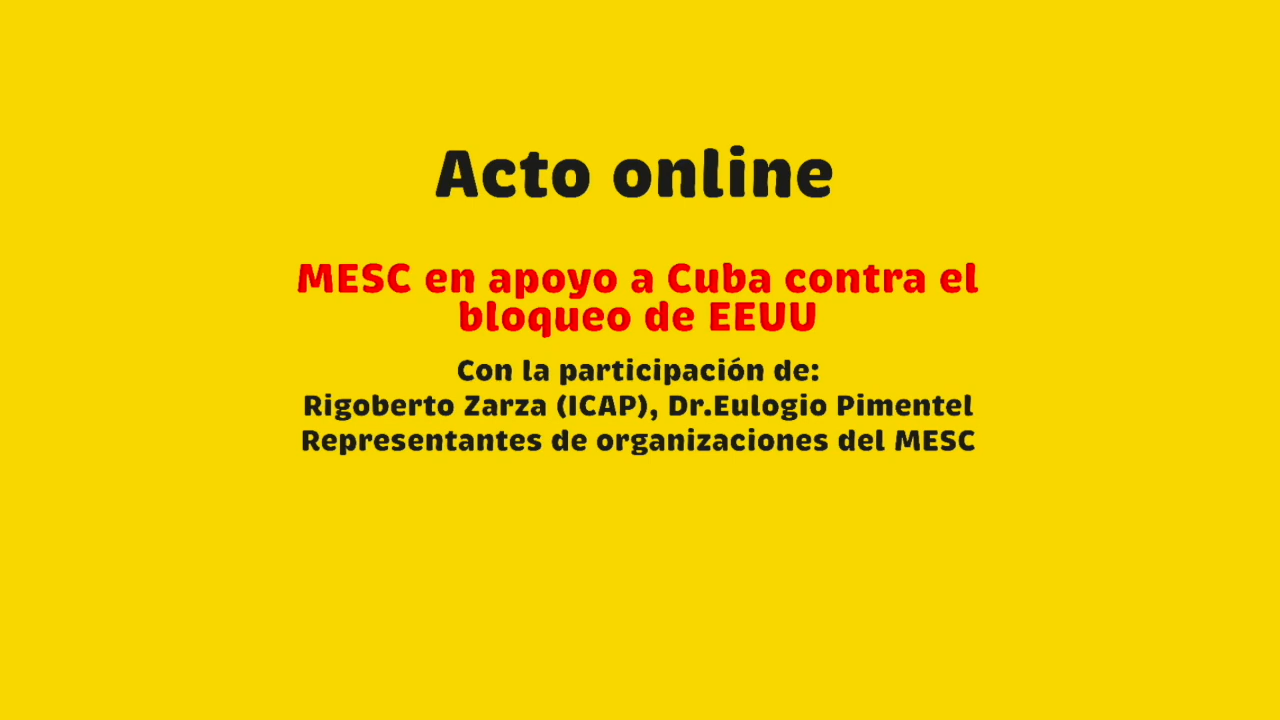 Acto online
MESC en apoyo a Cuba contra el
bloqueo de EEUU
Con la participación de:
Rigoberto Zarza (ICAP), Dr.Eulogio Pimentel
Representantes de organizaciones del MESC